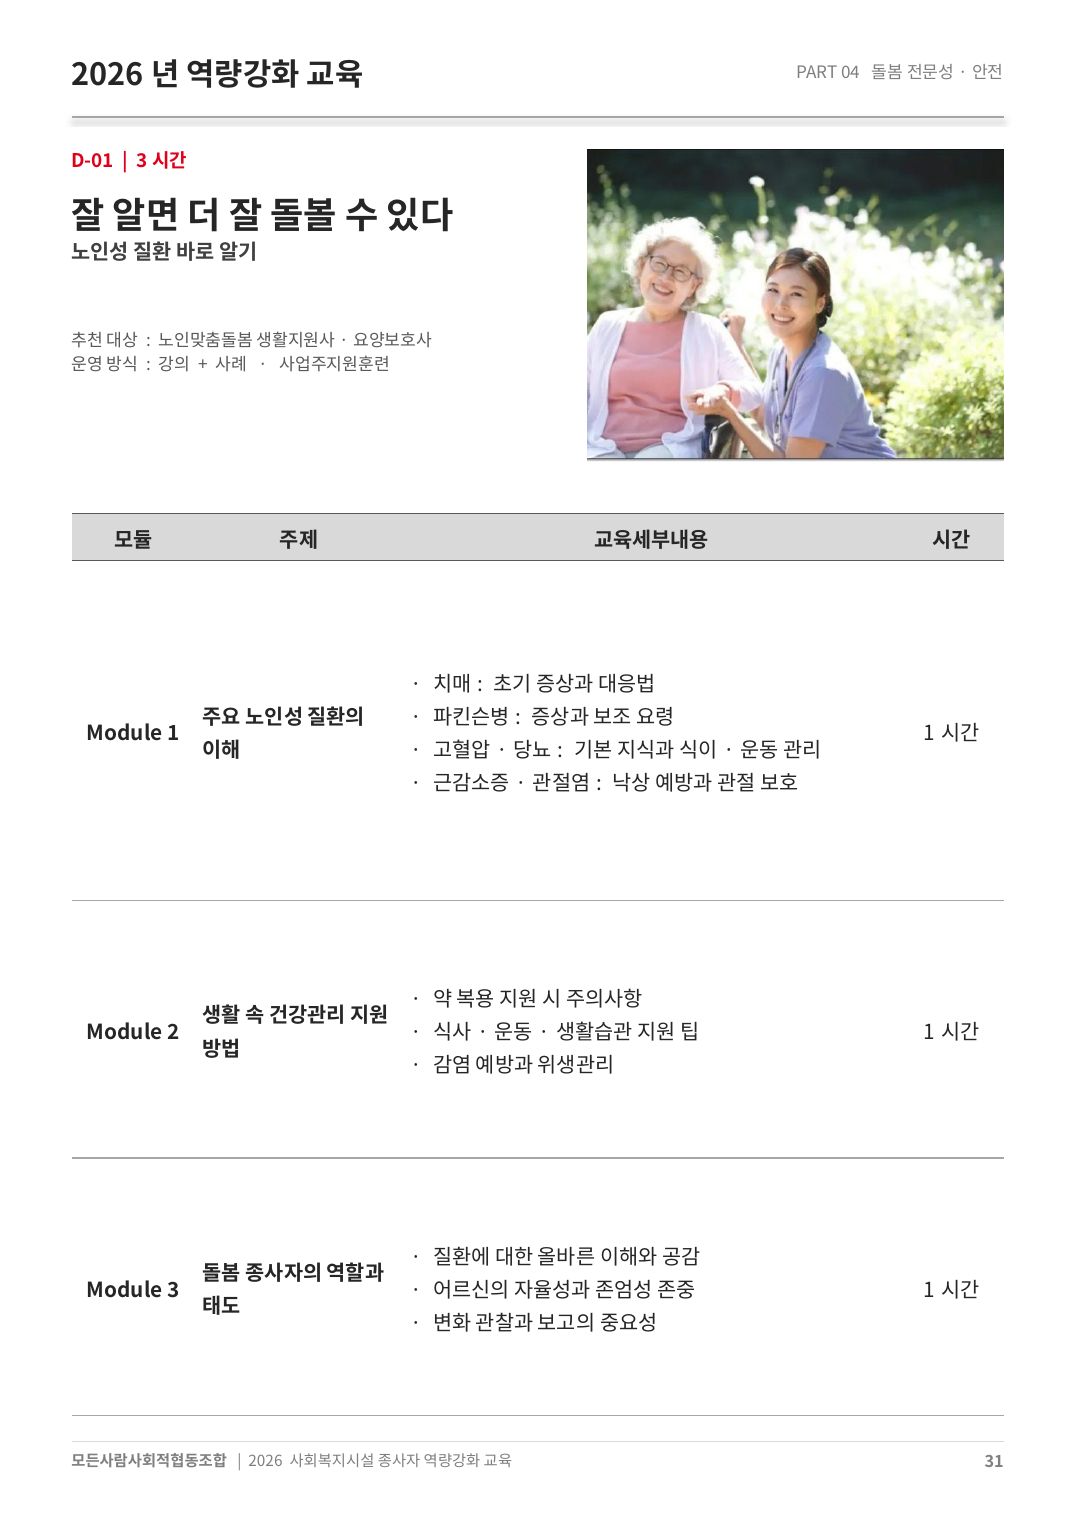 2026 년 역량강화 교육
PART 04 돌봄 전문성 · 안전
D-01 | 3 시간
잘 알면 더 잘 돌볼 수 있다
노인성 질환 바로 알기
추천 대상 : 노인맞춤돌봄 생활지원사 · 요양보호사
운영 방식 : 강의 + 사례 · 사업주지원훈련
모듈 주제 교육세부내용 시간
Module 1
주요 노인성 질환의
이해
· 치매 : 초기 증상과 대응법
· 파킨슨병 : 증상과 보조 요령
· 고혈압 · 당뇨 : 기본 지식과 식이 · 운동 관리
· 근감소증 · 관절염 : 낙상 예방과 관절 보호
1 시간
Module 2
생활 속 건강관리 지원
방법
· 약 복용 지원 시 주의사항
· 식사 · 운동 · 생활습관 지원 팁
· 감염 예방과 위생관리
1 시간
Module 3
돌봄 종사자의 역할과
태도
· 질환에 대한 올바른 이해와 공감
· 어르신의 자율성과 존엄성 존중
· 변화 관찰과 보고의 중요성
1 시간
모든사람사회적협동조합 | 2026 사회복지시설 종사자 역량강화 교육
31